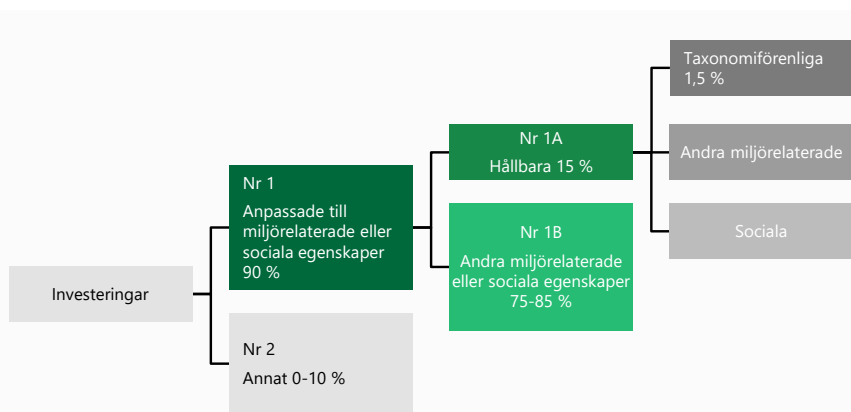 Investeringar
Nr 1
Anpassade till
miljörelaterade eller
sociala egenskaper
90 %
Nr 2
Annat 0-10 %
Nr 1A
Hållbara 15 %
Nr 1B
Andra miljörelaterade
eller sociala egenskaper
75-85 %
Taxonomiförenliga
1,5 %
Andra miljörelaterade
Sociala